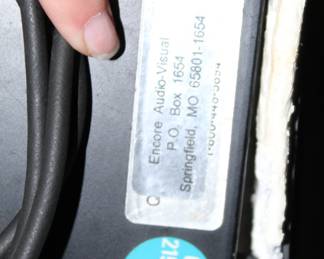 Encore Audio-Visual
P.O. Box 1654
Springfield, MO 65801-1654